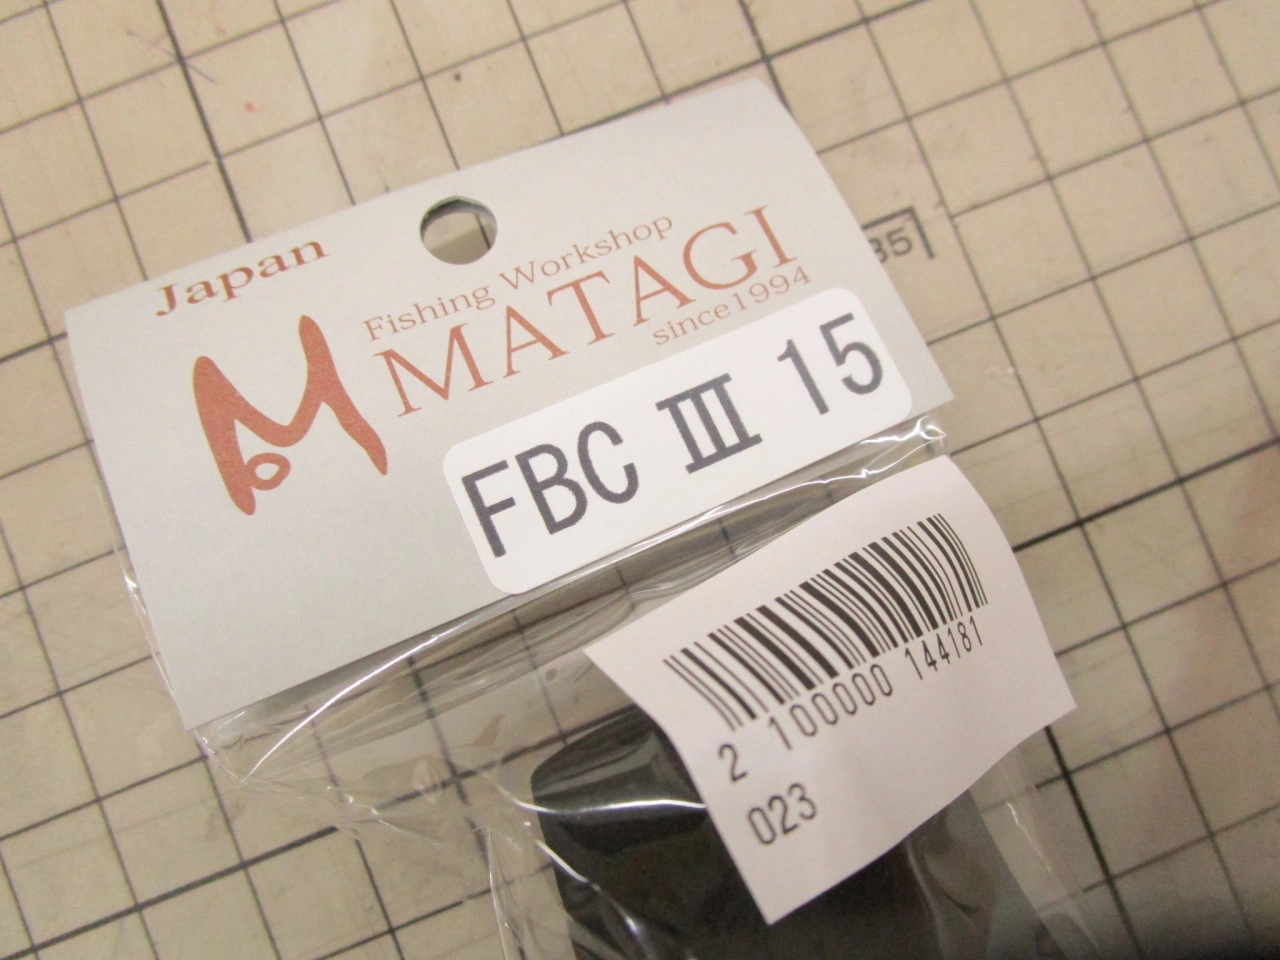 Japan
Fishing Workshop
MATAGI
since1994
FBC III 15
2 100000 144181
023
35